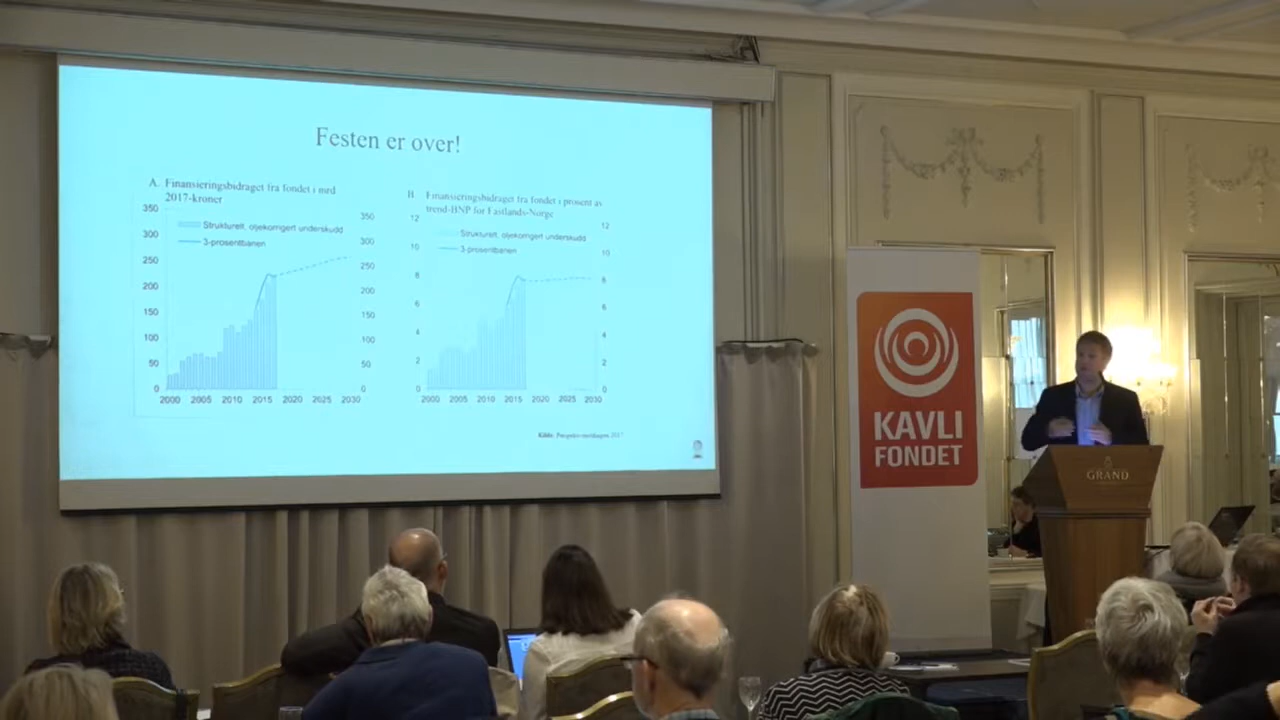 Festen er over!
A. Finansieringsbidraget fra fondet i mrd
2017-kroner
350
300
250
200
150
100
50
0
Strukturelt, oljekorrigert underskudd
3-prosentbanen
350
300
250
200
150
100
50
0
2000 2005 2010 2015 2020 2025 2030
B Finansieringsbidraget fra fondet i prosent av
trend-BNP for Fastlands-Norge
12
10
8
6
4
2
0
Strukturelt, oljekorrigert underskudd
3-prosentbanen
12
10
8
6
4
2
0
2000 2005 2010 2015 2020 2025 2030
Kilde: Perspektivmeldingen 2017
KAVLI
FONDET
GRAND